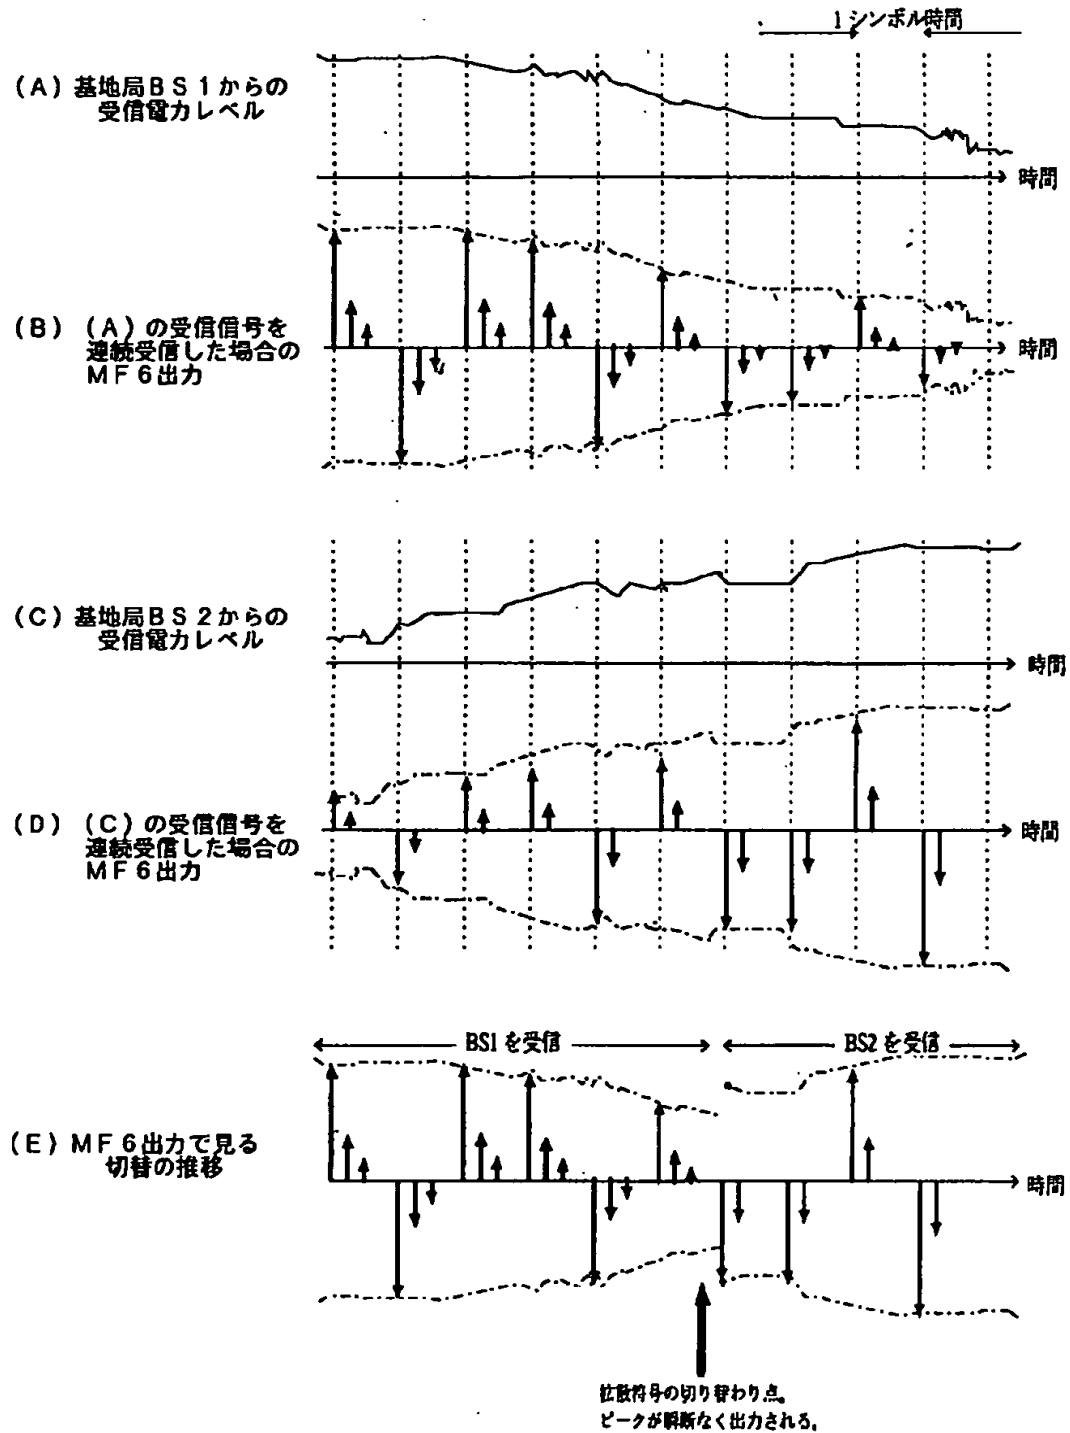 1シンボル時間
(A)基地局BS1からの
受信電力レベル
時間
(B) (A)の受信信号を
連続受信した場合の
MF6出力
時間
(C)基地局BS2からの
受信電力レベル
時間
(D) (C)の受信信号を
連続受信した場合の
MF6出力
時間
BS1を受信
BS2を受信
(E)MF6出力で見る
切替の推移
時間
拡散符号の切り替わり点。
ピークが瞬断なく出力される。